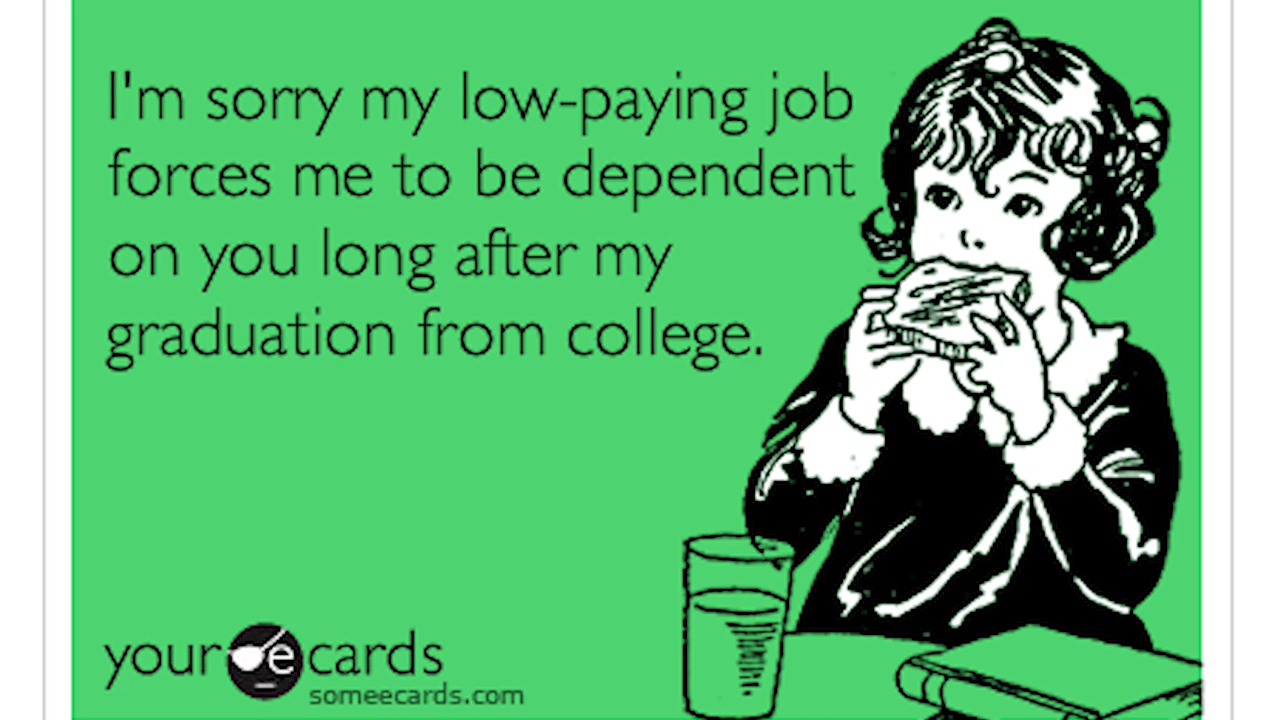 I'm sorry my low-paying job
forces me to be dependent
on you long after my
graduation from college.
your e cards
someecards.com